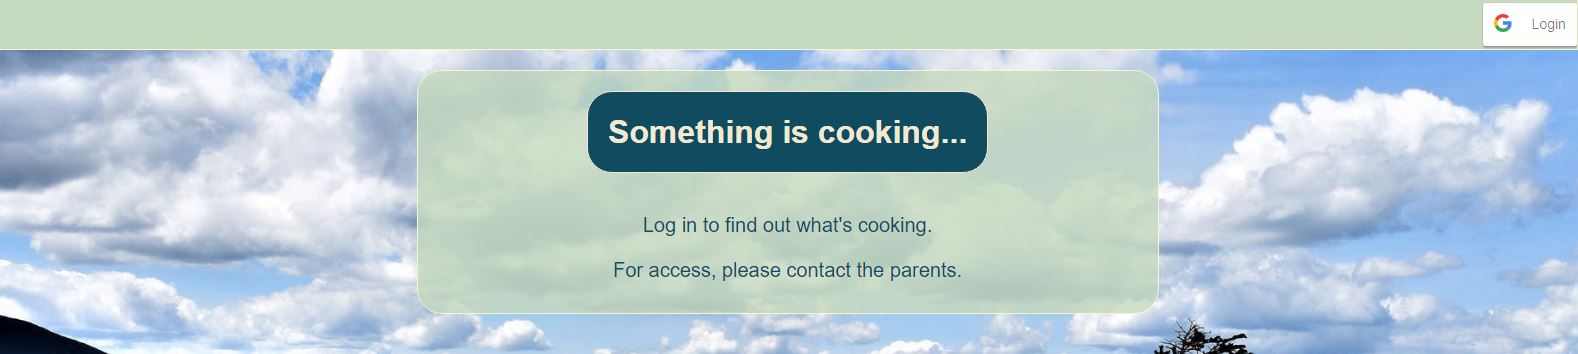 Login
Something is cooking...
Log in to find out what's cooking.
For access, please contact the parents.